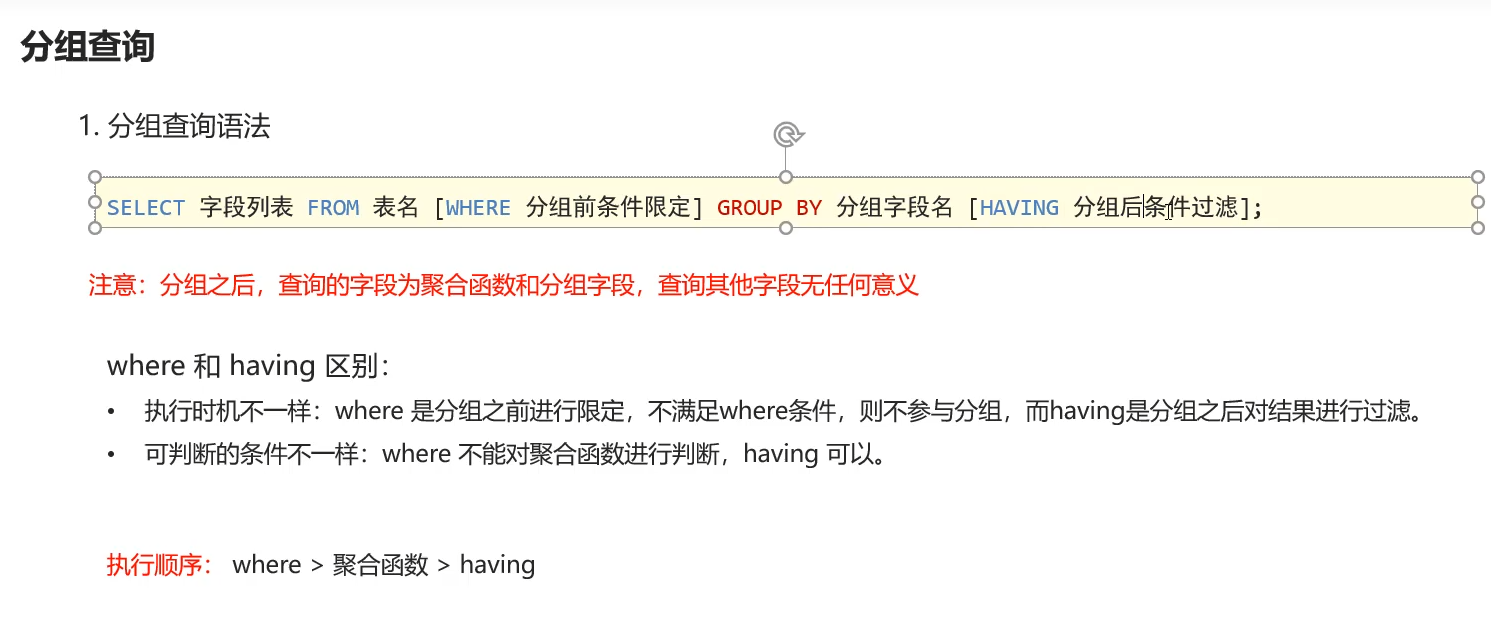 分组查询
1. 分组查询语法
SELECT 字段列表 FROM 表名 [WHERE 分组前条件限定] GROUP BY 分组字段名 [HAVING 分组后条件过滤];
注意：分组之后，查询的字段为聚合函数和分组字段，查询其他字段无任何意义
where 和 having 区别：
• 执行时机不一样：where 是分组之前进行限定，不满足where条件，则不参与分组，而having是分组之后对结果进行过滤。
• 可判断的条件不一样：where 不能对聚合函数进行判断，having 可以。
执行顺序： where > 聚合函数 > having